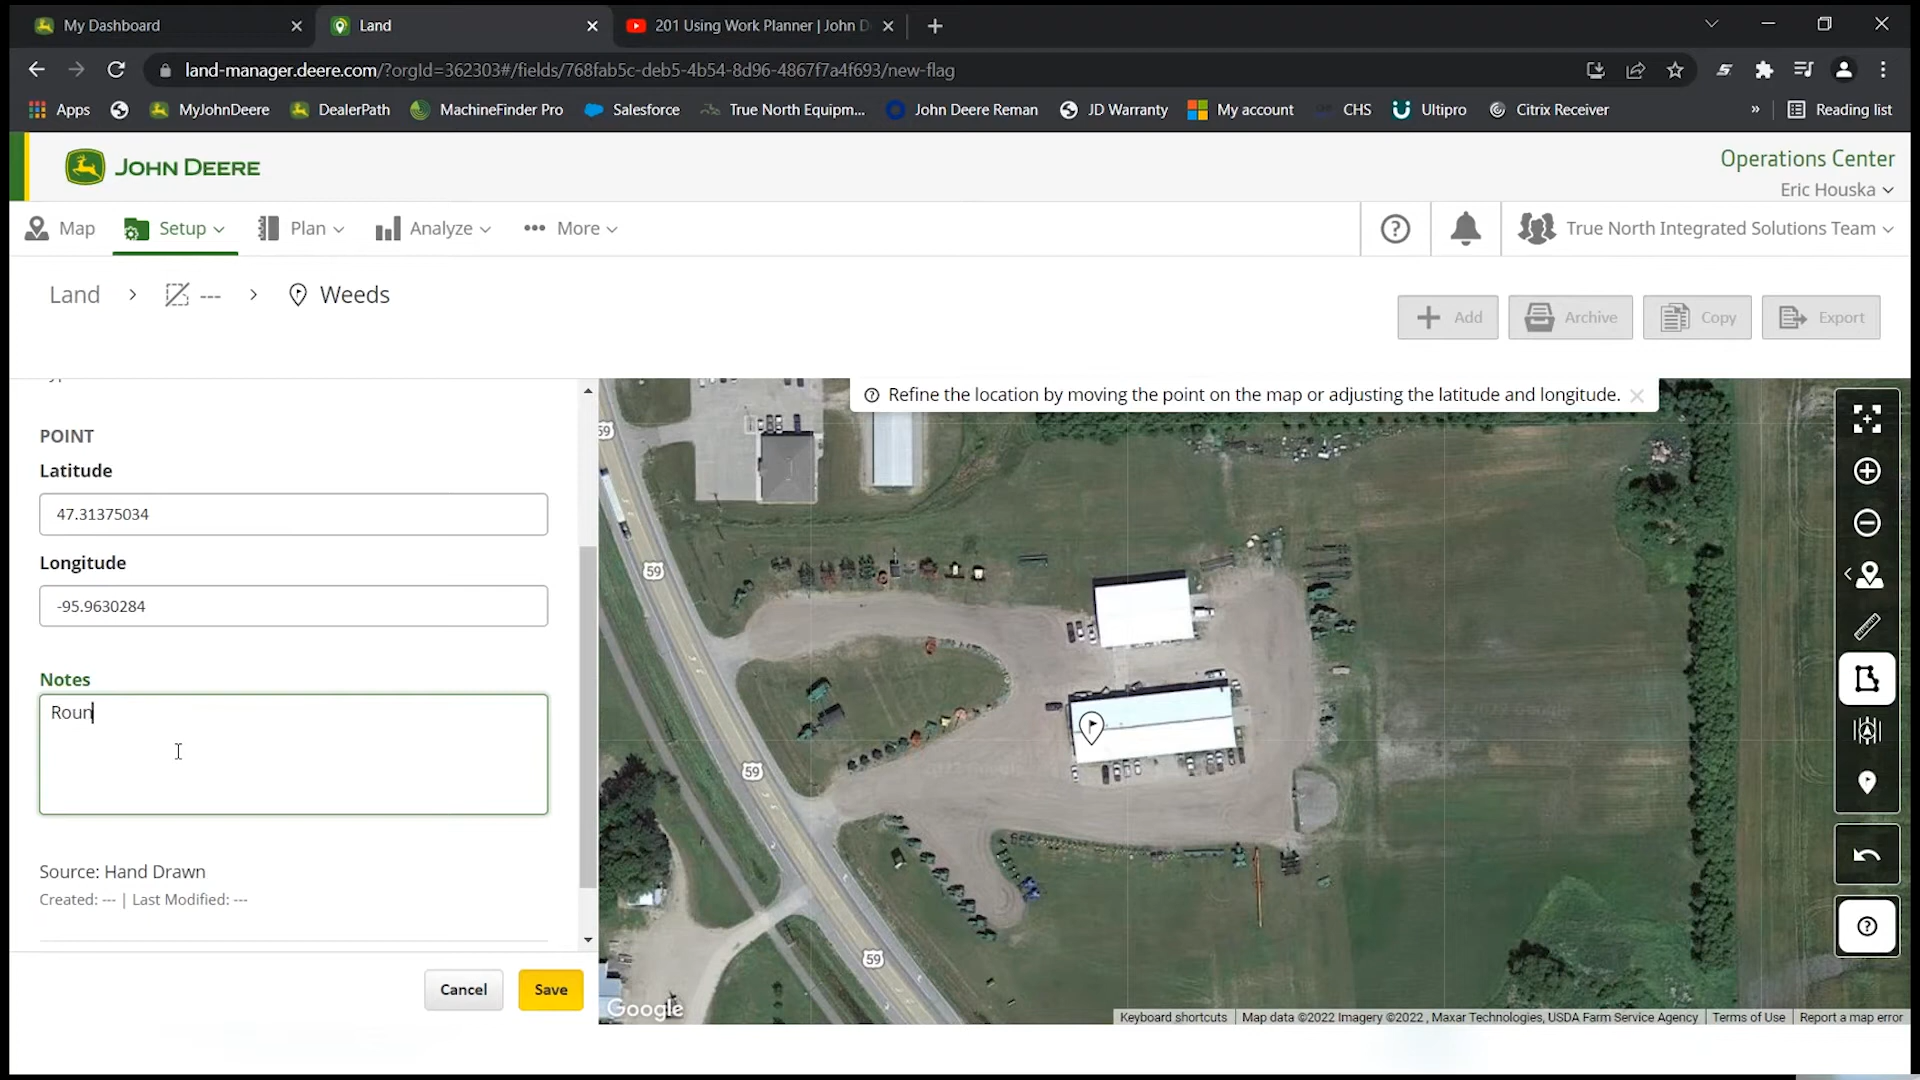 My Dashboard
Land
201 Using Work Planner | John D
land-manager.deere.com/?orgId=362303#/fields/768fab5c-deb5-4b54-8d96-4867f7a4f693/new-flag
Apps
MyJohnDeere
DealerPath
MachineFinder Pro
Salesforce
True North Equipm...
John Deere Reman
JD Warranty
My account
CHS
Ultipro
Citrix Receiver
»
Reading list
JOHN DEERE
Operations Center
Eric Houska
Map
Setup
Plan
Analyze
More
True North Integrated Solutions Team
Land > --- > Weeds
Add
Archive
Copy
Export
Refine the location by moving the point on the map or adjusting the latitude and longitude.
POINT
Latitude
47.31375034
Longitude
-95.9630284
Notes
Roun
Source: Hand Drawn
Created: --- | Last Modified: ---
Cancel
Save
59
59
59
59
Google
Keyboard shortcuts
Map data ©2022 Imagery ©2022 , Maxar Technologies, USDA Farm Service Agency
Terms of Use
Report a map error